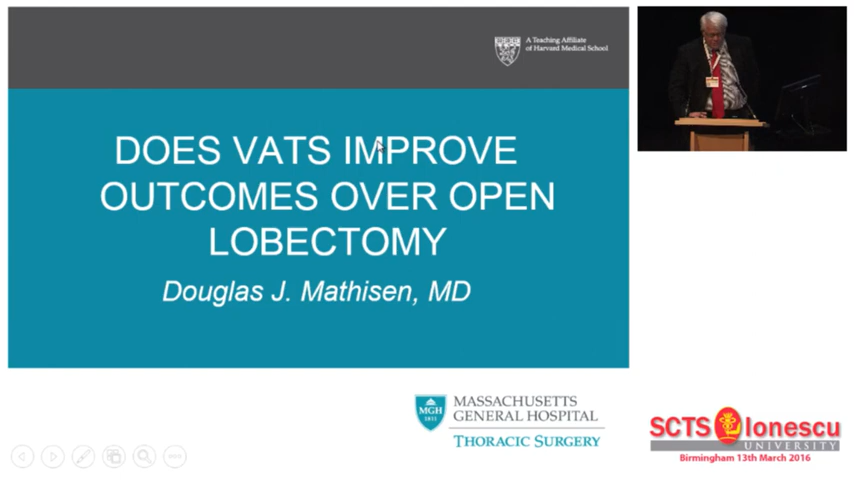 A Teaching Affiliate
of Harvard Medical School
DOES VATS IMPROVE
OUTCOMES OVER OPEN
LOBECTOMY
Douglas J. Mathisen, MD
MGH
1811
MASSACHUSETTS
GENERAL HOSPITAL
THORACIC SURGERY
SCTS Ionescu
UNIVERSITY
Birmingham 13th March 2016